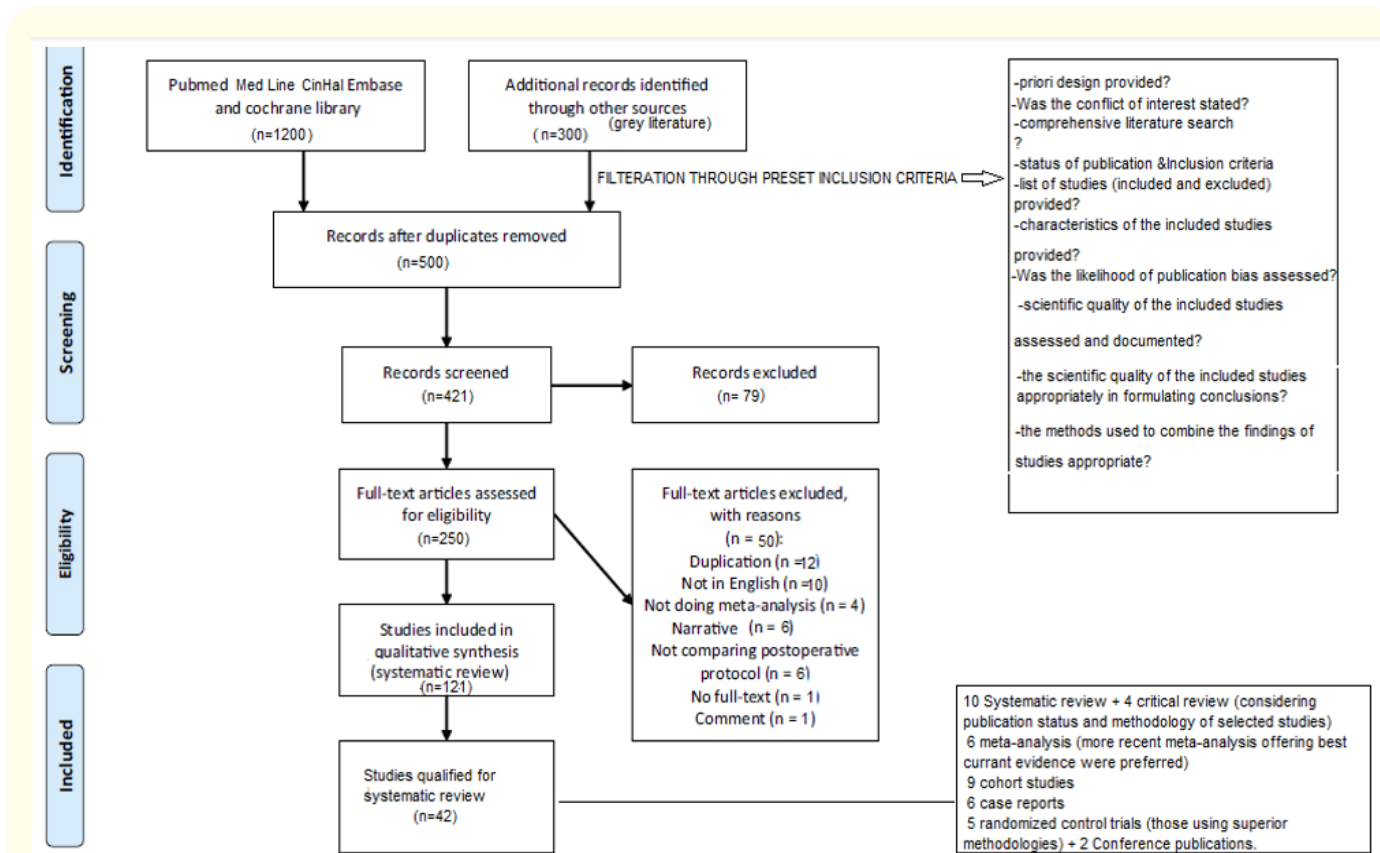 Identification
Pubmed Med Line CinHal Embase
and cochrane library
(n=1200)
Additional records identified
through other sources
(grey literature)
(n=300)
FILTERATION THROUGH PRESET INCLUSION CRITERIA
-priori design provided?
-Was the conflict of interest stated?
-comprehensive literature search
?
-status of publication &Inclusion criteria
-list of studies (included and excluded)
provided?
-characteristics of the included studies
provided?
-Was the likelihood of publication bias assessed?
-scientific quality of the included studies
assessed and documented?
-the scientific quality of the included studies
appropriately in formulating conclusions?
-the methods used to combine the findings of
studies appropriate?
Records after duplicates removed
(n=500)
Screening
Records screened
(n=421)
Records excluded
(n= 79)
Eligibility
Full-text articles assessed
for eligibility
(n=250)
Full-text articles excluded,
with reasons
(n = 50):
Duplication (n =12)
Not in English (n =10)
Not doing meta-analysis (n = 4)
Narrative (n = 6)
Not comparing postoperative
protocol (n = 6)
No full-text (n = 1)
Comment (n = 1)
Studies included in
qualitative synthesis
(systematic review)
(n=121)
Included
Studies qualified for
systematic review
(n=42)
10 Systematic review + 4 critical review (considering
publication status and methodology of selected studies)
6 meta-analysis (more recent meta-analysis offering best
currant evidence were preferred)
9 cohort studies
6 case reports
5 randomized control trials (those using superior
methodologies) + 2 Conference publications.